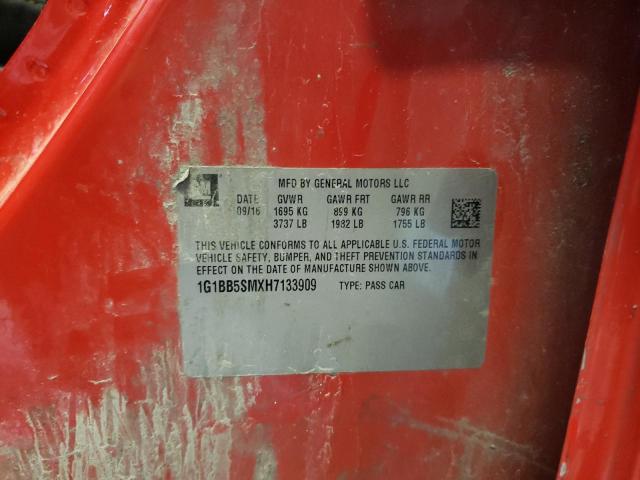 MFD BY GENERAL MOTORS LLC
DATE GVWR GAWR FRT GAWR RR
09/16 1695 KG 899 KG 796 KG
3737 LB 1982 LB 1755 LB
THIS VEHICLE CONFORMS TO ALL APPLICABLE U.S. FEDERAL MOTOR
VEHICLE SAFETY, BUMPER, AND THEFT PREVENTION STANDARDS
IN EFFECT ON THE DATE OF MANUFACTURE SHOWN ABOVE.
1G1BB5SMXH7133909 TYPE: PASS CAR